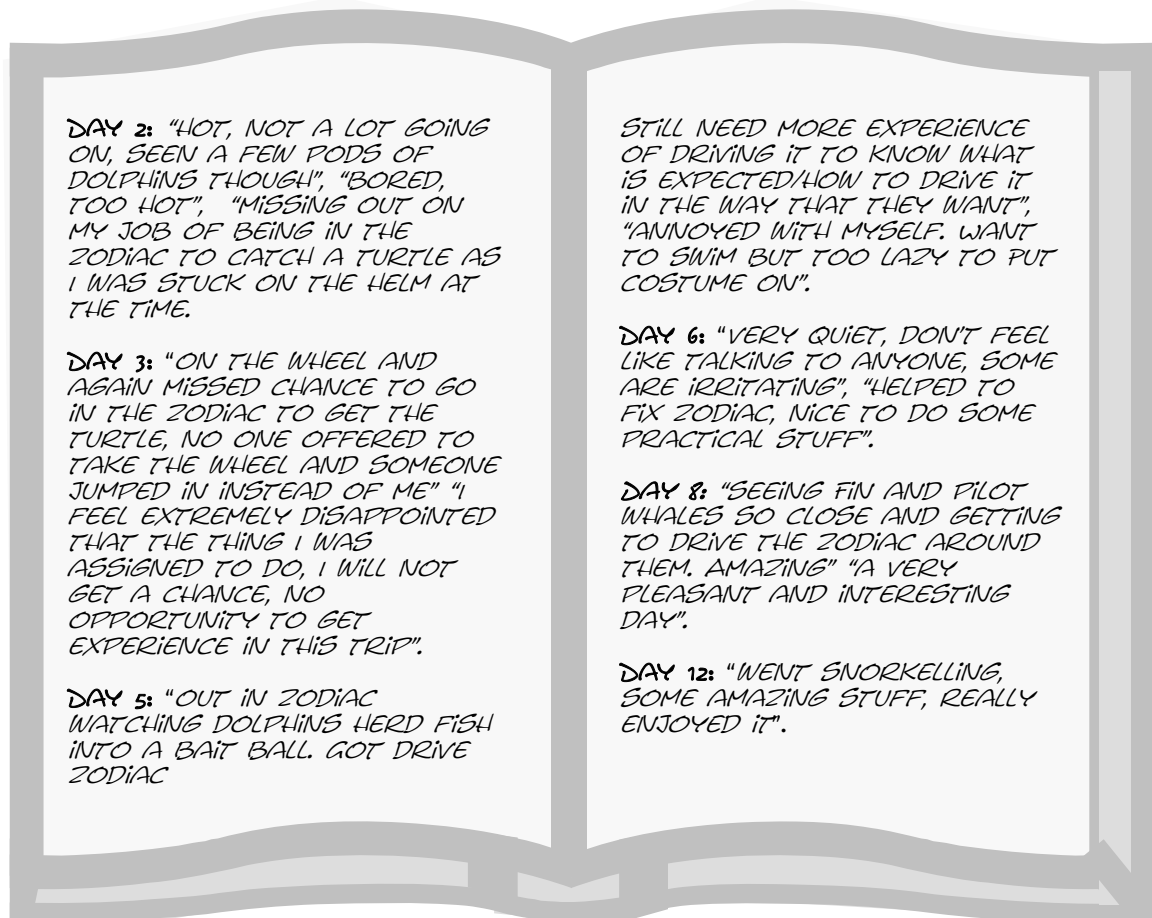 DAY 2: "HOT, NOT A LOT GOING
ON, SEEN A FEW PODS OF
DOLPHINS THOUGH", "BORED,
TOO HOT", "MISSING OUT ON
MY JOB OF BEING IN THE
ZODIAC TO CATCH A TURTLE AS
I WAS STUCK ON THE HELM AT
THE TIME.
DAY 3: "ON THE WHEEL AND
AGAIN MISSED CHANCE TO GO
IN THE ZODIAC TO GET THE
TURTLE, NO ONE OFFERED TO
TAKE THE WHEEL AND SOMEONE
JUMPED IN INSTEAD OF ME" "I
FEEL EXTREMELY DISAPPOINTED
THAT THE THING I WAS
ASSIGNED TO DO, I WILL NOT
GET A CHANCE, NO
OPPORTUNITY TO GET
EXPERIENCE IN THIS TRIP".
DAY 5: "OUT IN ZODIAC
WATCHING DOLPHINS HERD FISH
INTO A BAIT BALL. GOT DRIVE
ZODIAC
STILL NEED MORE EXPERIENCE
OF DRIVING IT TO KNOW WHAT
IS EXPECTED/HOW TO DRIVE IT
IN THE WAY THAT THEY WANT",
"ANNOYED WITH MYSELF. WANT
TO SWIM BUT TOO LAZY TO PUT
COSTUME ON".
DAY 6: "VERY QUIET, DON'T FEEL
LIKE TALKING TO ANYONE, SOME
ARE IRRITATING", "HELPED TO
FIX ZODIAC, NICE TO DO SOME
PRACTICAL STUFF".
DAY 8: "SEEING FIN AND PILOT
WHALES SO CLOSE AND GETTING
TO DRIVE THE ZODIAC AROUND
THEM. AMAZING" "A VERY
PLEASANT AND INTERESTING
DAY".
DAY 12: "WENT SNORKELLING,
SOME AMAZING STUFF, REALLY
ENJOYED IT".